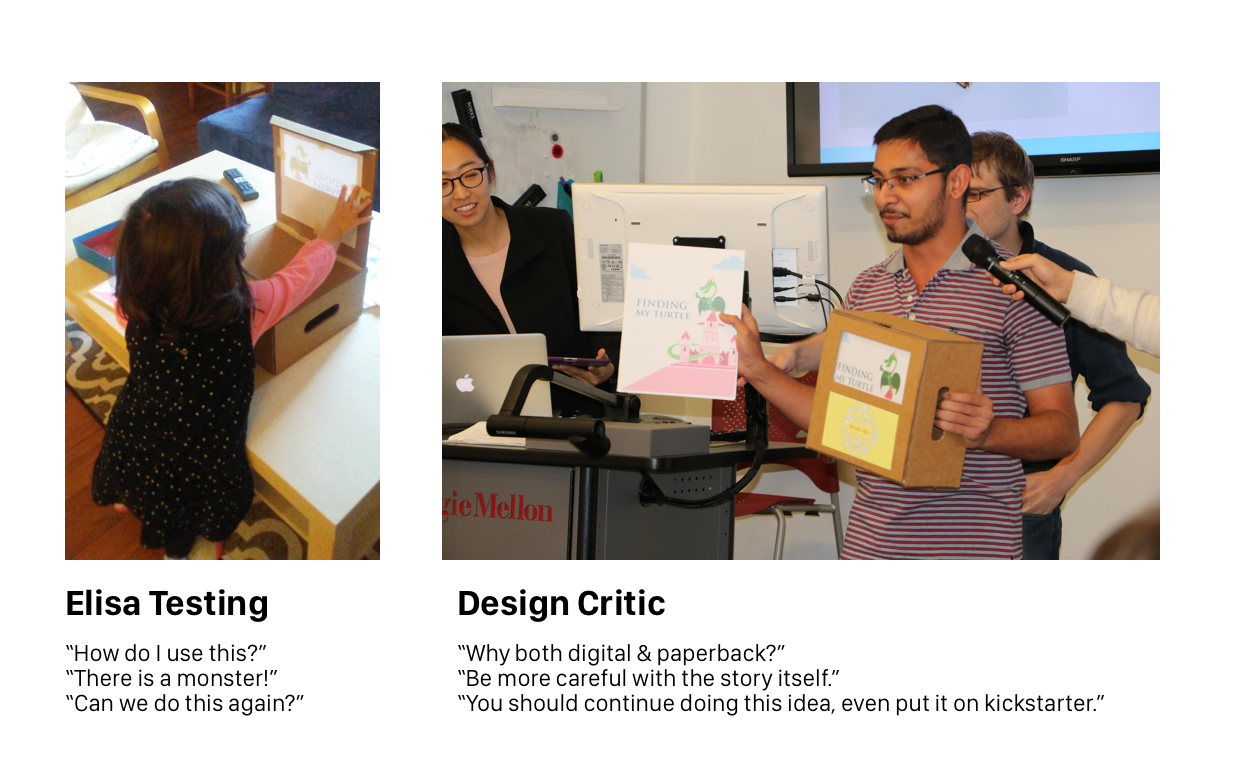 FINDING
MY TURTLE
FINDING
MY TURTLE
SHARP
SAMSUNG
gie Mellon
Elisa Testing
“How do I use this?”
“There is a monster!”
“Can we do this again?”
Design Critic
“Why both digital & paperback?”
“Be more careful with the story itself.”
“You should continue doing this idea, even put it on kickstarter.”